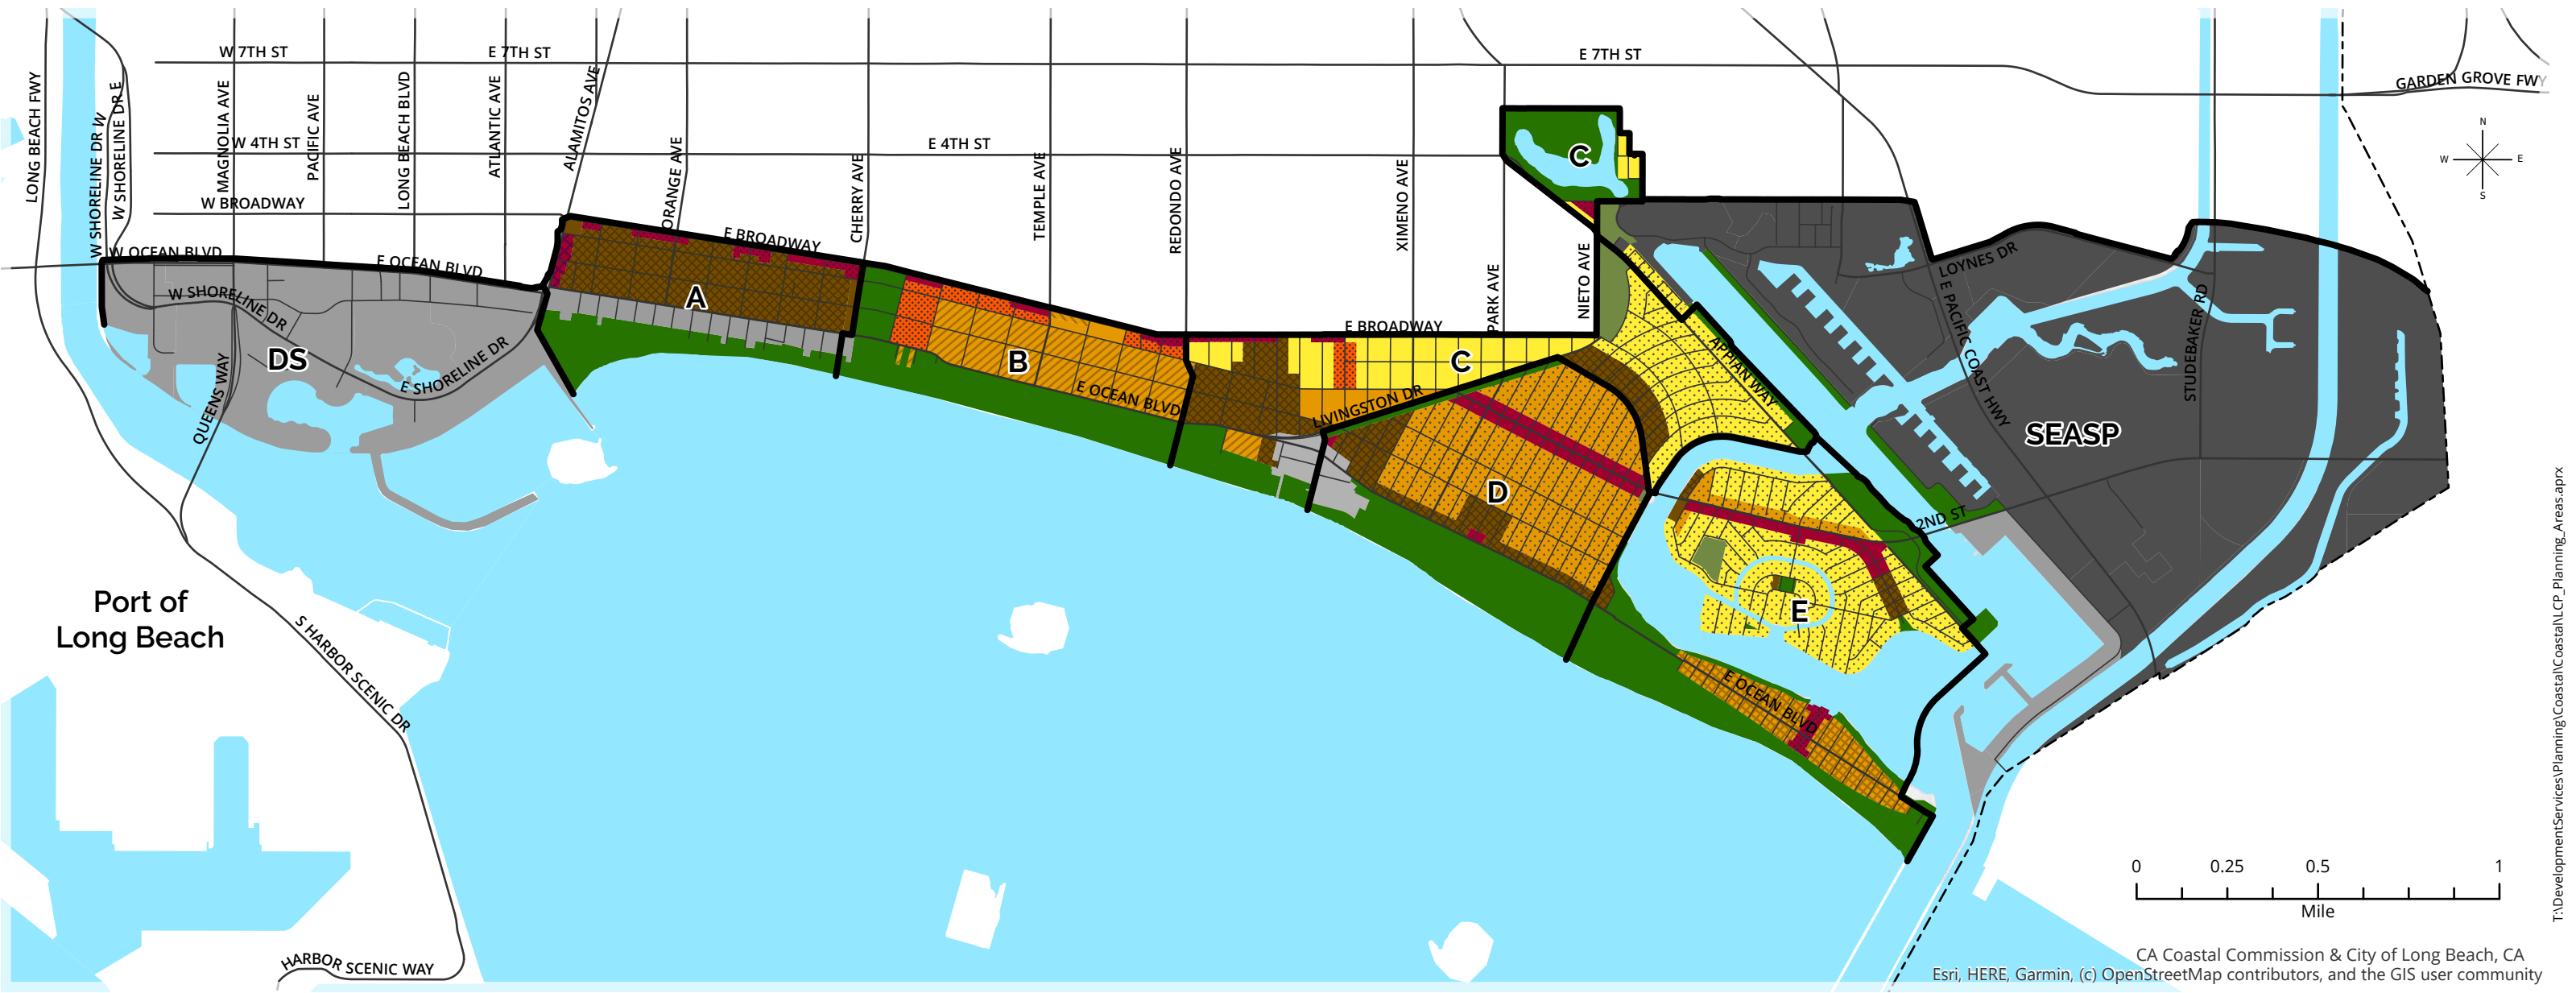 W 7TH ST
E 7TH ST
E 7TH ST
GARDEN GROVE FWY
LONG BEACH FWY
W SHORELINE DR W
W SHORELINE DR E
MAGNOLIA AVE
PACIFIC AVE
LONG BEACH BLVD
ATLANTIC AVE
ALAMITOS AVE
ORANGE AVE
CHERRY AVE
TEMPLE AVE
REDONDO AVE
XIMENO AVE
PARK AVE
NIETO AVE
W 4TH ST
E 4TH ST
W BROADWAY
E BROADWAY
E BROADWAY
N
W
E
S
C
W OCEAN BLVD
E OCEAN BLVD
W SHORELINE DR
E SHORELINE DR
QUEENS WAY
DS
A
B
C
D
E
SEASP
E OCEAN BLVD
LIVINGSTON DR
APPIAN WAY
LOYNES DR
E PACIFIC COAST HWY
STUDEBAKER RD
2ND ST
E OCEAN BLVD
Port of
Long Beach
S HARBOR SCENIC DR
HARBOR SCENIC WAY
0
0.25
0.5
1
Mile
CA Coastal Commission & City of Long Beach, CA
Esri, HERE, Garmin, (c) OpenStreetMap contributors, and the GIS user community
T:\DevelopmentServices\Planning\Coastal\Coastal\LCP_Planning_Areas.aprx